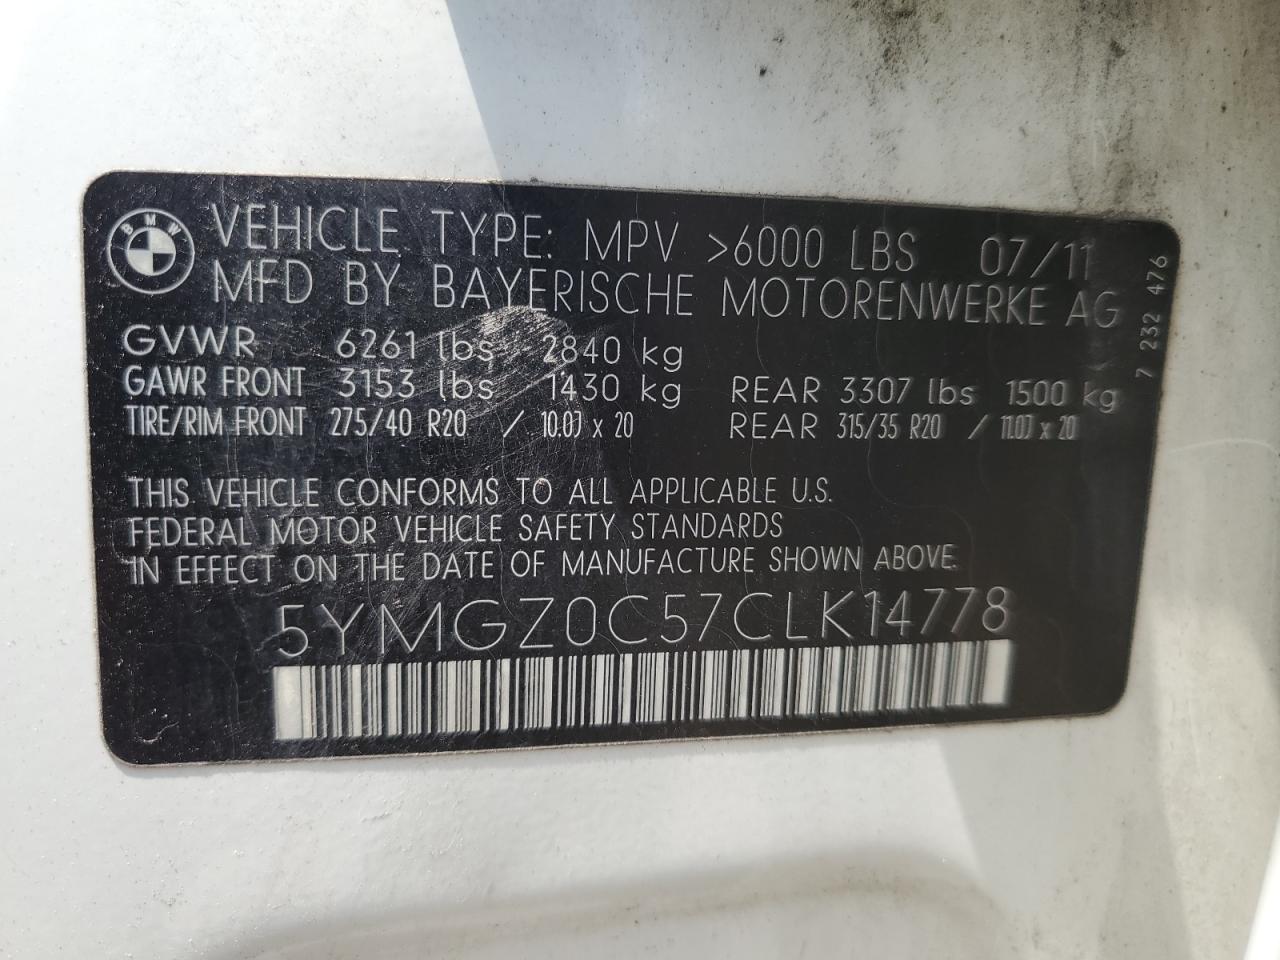 BMW
VEHICLE TYPE: MPV >6000 LBS 07/11
MFD BY BAYERISCHE MOTORENWERKE AG
GVWR 6261 lbs 2840 kg
GAWR FRONT 3153 lbs 1430 kg REAR 3307 lbs 1500 kg
TIRE/RIM FRONT 275/40 R20 / 10.0J x 20 REAR 315/35 R20 / 11.0J x 20
7 232 476
THIS VEHICLE CONFORMS TO ALL APPLICABLE U.S.
FEDERAL MOTOR VEHICLE SAFETY STANDARDS
IN EFFECT ON THE DATE OF MANUFACTURE SHOWN ABOVE.
5YMGZ0C57CLK14778